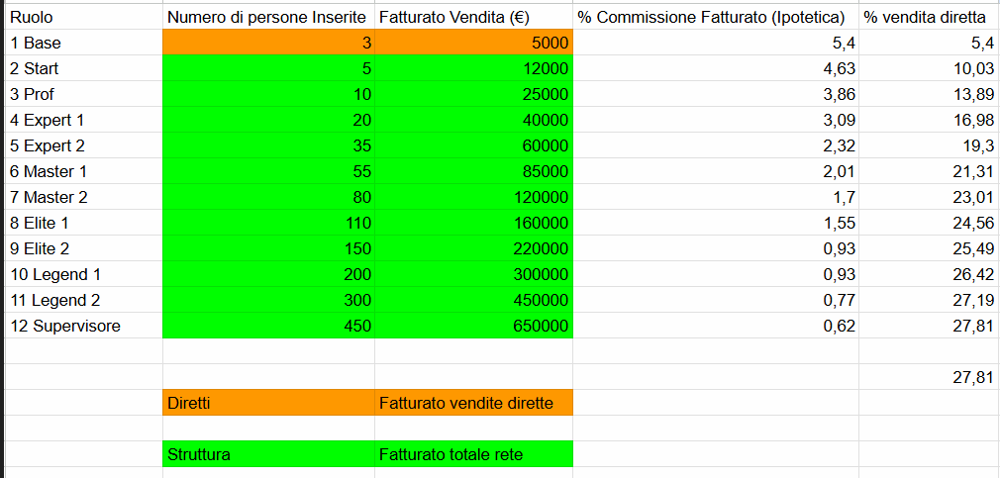 Ruolo Numero di persone Inserite Fatturato Vendita (€) % Commissione Fatturato (Ipotetica) % vendita diretta
1 Base 3 5000 5,4 5,4
2 Start 5 12000 4,63 10,03
3 Prof 10 25000 3,86 13,89
4 Expert 1 20 40000 3,09 16,98
5 Expert 2 35 60000 2,32 19,3
6 Master 1 55 85000 2,01 21,31
7 Master 2 80 120000 1,7 23,01
8 Elite 1 110 160000 1,55 24,56
9 Elite 2 150 220000 0,93 25,49
10 Legend 1 200 300000 0,93 26,42
11 Legend 2 300 450000 0,77 27,19
12 Supervisore 450 650000 0,62 27,81
27,81
Diretti Fatturato vendite dirette
Struttura Fatturato totale rete